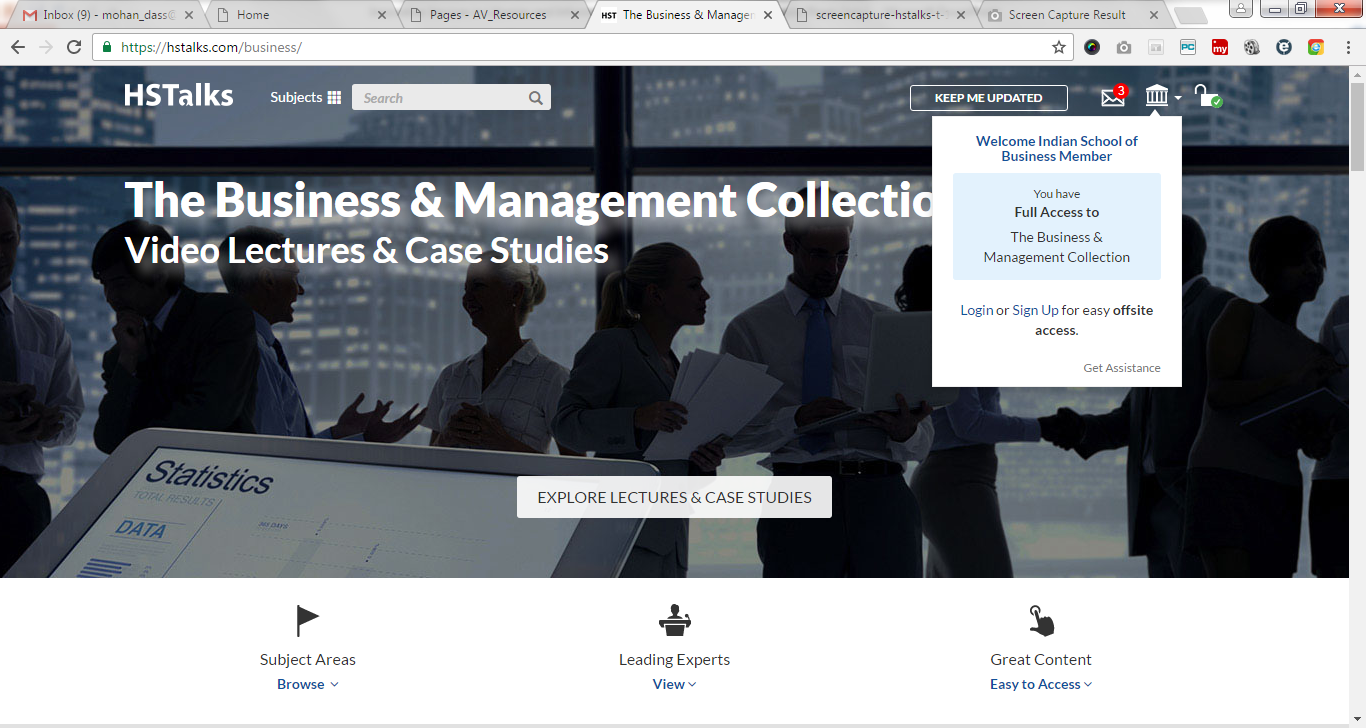 Inbox (9) - mohan_dass@
Home
Pages - AV_Resources
HST The Business & Manager
screencapture-hstalks-t-
Screen Capture Result
https://hstalks.com/business/
HSTalks
Subjects
Search
KEEP ME UPDATED
3
Welcome Indian School of
Business Member
You have
Full Access to
The Business &
Management Collection
Login or Sign Up for easy offsite
access.
Get Assistance
The Business & Management Collectio
Video Lectures & Case Studies
Statistics
TOTAL RESULTS
DATA
365 DAYS
EXPLORE LECTURES & CASE STUDIES
Subject Areas
Browse
Leading Experts
View
Great Content
Easy to Access
PC
my